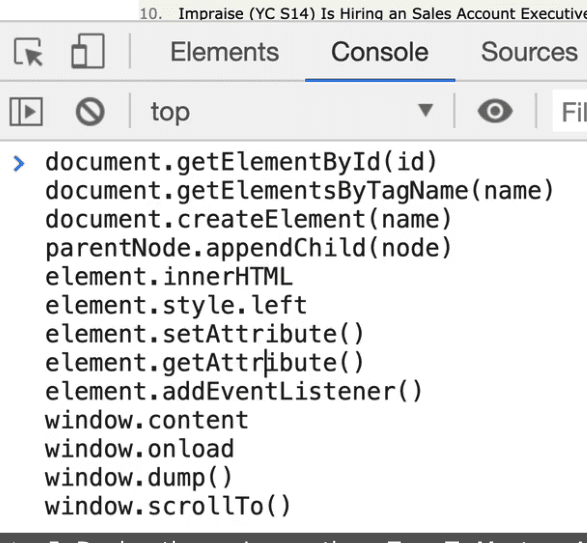 10. Impraise (YC S14) Is Hiring an Sales Account Executive
Elements Console Sources
top Fil
document.getElementById(id)
document.getElementsByTagName(name)
document.createElement(name)
parentNode.appendChild(node)
element.innerHTML
element.style.left
element.setAttribute()
element.getAttribute()
element.addEventListener()
window.content
window.onload
window.dump()
window.scrollTo()